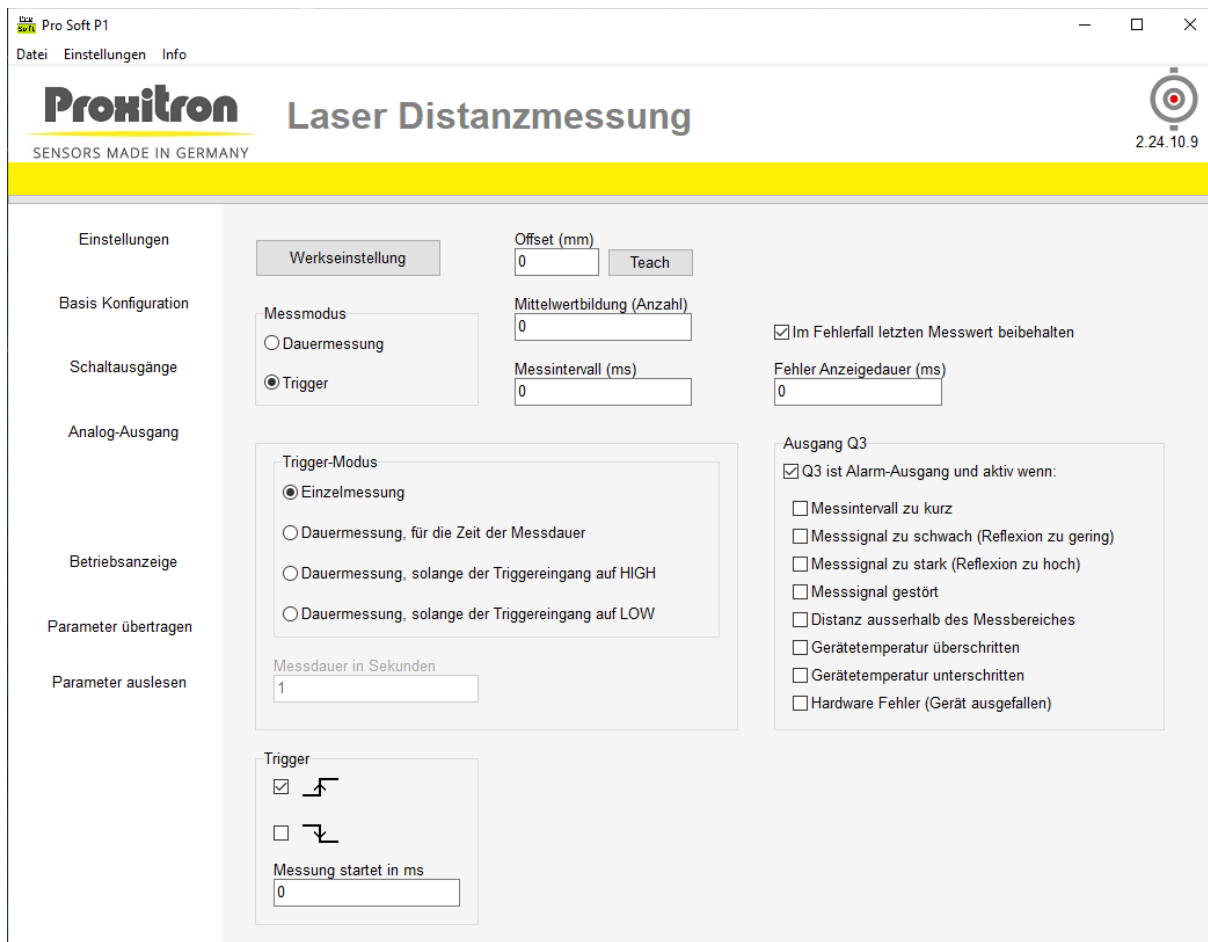 Pro Soft P1
Datei Einstellungen Info
Proxitron
SENSORS MADE IN GERMANY
Laser Distanzmessung
2.24.10.9
Einstellungen
Basis Konfiguration
Schaltausgänge
Analog-Ausgang
Betriebsanzeige
Parameter übertragen
Parameter auslesen
Werkseinstellung
Offset (mm)
0
Teach
Messmodus
Dauermessung
Trigger
Mittelwertbildung (Anzahl)
0
Messintervall (ms)
0
Im Fehlerfall letzten Messwert beibehalten
Fehler Anzeigedauer (ms)
0
Trigger-Modus
Einzelmessung
Dauermessung, für die Zeit der Messdauer
Dauermessung, solange der Triggereingang auf HIGH
Dauermessung, solange der Triggereingang auf LOW
Messdauer in Sekunden
1
Ausgang Q3
Q3 ist Alarm-Ausgang und aktiv wenn:
Messintervall zu kurz
Messsignal zu schwach (Reflexion zu gering)
Messsignal zu stark (Reflexion zu hoch)
Messsignal gestört
Distanz ausserhalb des Messbereiches
Gerätetemperatur überschritten
Gerätetemperatur unterschritten
Hardware Fehler (Gerät ausgefallen)
Trigger
Messung startet in ms
0